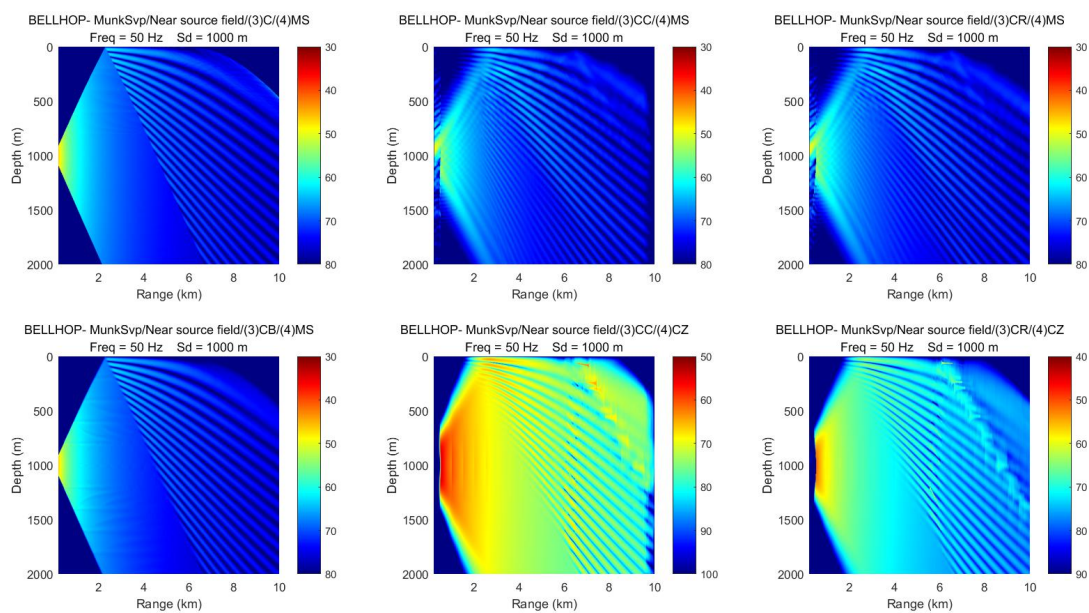 BELLHOP- MunkSvp/Near source field/(3)C/(4)MS
Freq = 50 Hz Sd = 1000 m
0
500
1000
1500
2000
Depth (m)
2 4 6 8 10
Range (km)
30
40
50
60
70
80
BELLHOP- MunkSvp/Near source field/(3)CC/(4)MS
Freq = 50 Hz Sd = 1000 m
0
500
1000
1500
2000
Depth (m)
2 4 6 8 10
Range (km)
30
40
50
60
70
80
BELLHOP- MunkSvp/Near source field/(3)CR/(4)MS
Freq = 50 Hz Sd = 1000 m
0
500
1000
1500
2000
Depth (m)
2 4 6 8 10
Range (km)
30
40
50
60
70
80
BELLHOP- MunkSvp/Near source field/(3)CB/(4)MS
Freq = 50 Hz Sd = 1000 m
0
500
1000
1500
2000
Depth (m)
2 4 6 8 10
Range (km)
30
40
50
60
70
80
BELLHOP- MunkSvp/Near source field/(3)CC/(4)CZ
Freq = 50 Hz Sd = 1000 m
0
500
1000
1500
2000
Depth (m)
2 4 6 8 10
Range (km)
50
60
70
80
90
100
BELLHOP- MunkSvp/Near source field/(3)CR/(4)CZ
Freq = 50 Hz Sd = 1000 m
0
500
1000
1500
2000
Depth (m)
2 4 6 8 10
Range (km)
40
50
60
70
80
90